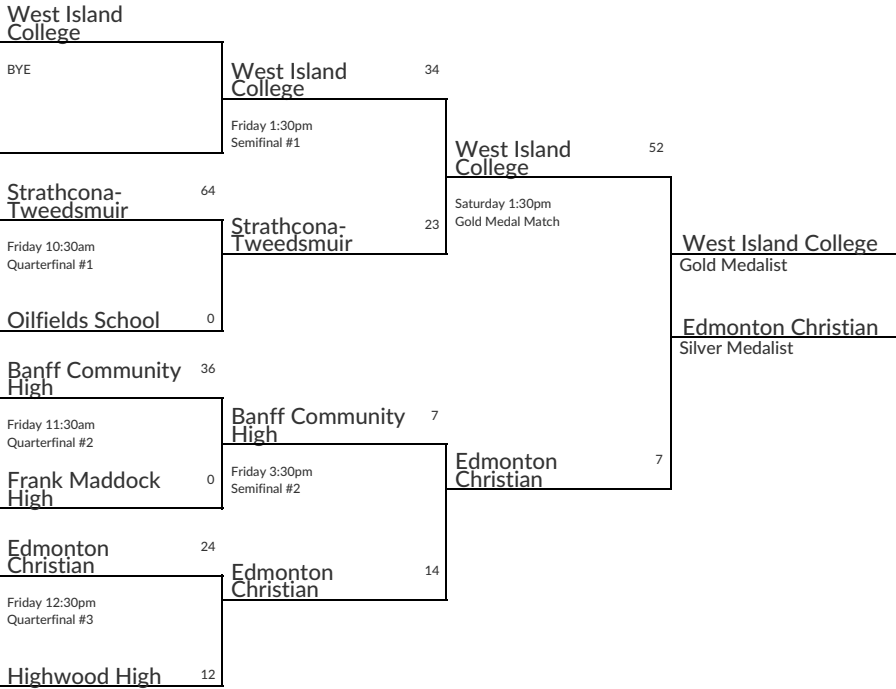 West Island
College
BYE
Strathcona- 64
Tweedsmuir
Friday 10:30am
Quarterfinal #1
Oilfields School 0
Banff Community 36
High
Friday 11:30am
Quarterfinal #2
Frank Maddock 0
High
Edmonton 24
Christian
Friday 12:30pm
Quarterfinal #3
Highwood High 12
West Island 34
College
Friday 1:30pm
Semifinal #1
Strathcona- 23
Tweedsmuir
Banff Community 7
High
Friday 3:30pm
Semifinal #2
Edmonton 14
Christian
West Island 52
College
Saturday 1:30pm
Gold Medal Match
Edmonton 7
Christian
West Island College
Gold Medalist
Edmonton Christian
Silver Medalist